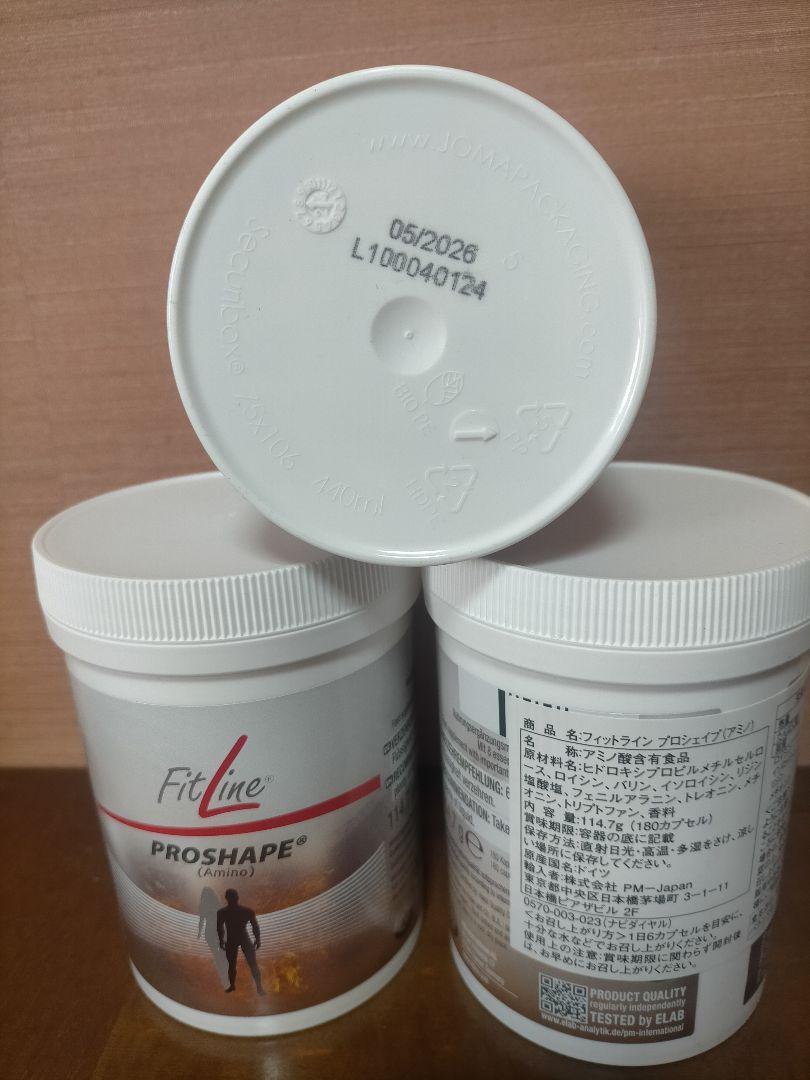 www.JOMAPACKAGING.com
05/2026
L100040124
5
Securibox®
75x106
440ml
BIO PE
PS
HDPE
FitLine®
PROSHAPE®
(Amino)
商 品 名:フィットライン プロシェイプ(アミノ)
名 称:アミノ酸含有食品
原材料名:ヒドロキシプロピルメチルセルロ
ース、ロイシン、バリン、イソロイシン、リジン
塩酸塩、フェニルアラニン、トレオニン、メチ
オニン、トリプトファン、香料
内 容 量:114.7g(180カプセル)
賞味期限:容器の底に記載
保存方法:直射日光・高温・多湿をさけ、涼し
い場所に保存してください。
原産国名:ドイツ
輸入者:株式会社 PM-Japan
東京都中央区日本橋茅場町 3-1-11
日本橋ピアザビル 2F
0570-003-023(ナビダイヤル)
<お召し上がり方>1日6カプセルを目安に、
十分な水などでお召し上がりください。
使用上の注意:賞味期限に関わらず開封後
は、お早めにお召し上がりください。
PRODUCT QUALITY
regularly independently
TESTED by ELAB
www.elab-analytik.de/pm-international